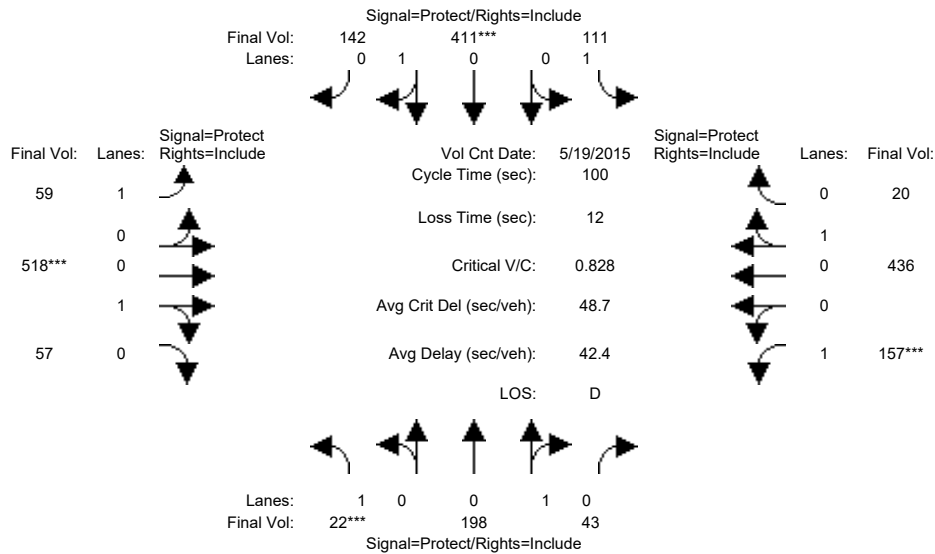 Signal=Protect/Rights=Include
Final Vol: 142 411*** 111
Lanes: 0 1 0 0 1
Signal=Protect
Final Vol: Lanes: Rights=Include
Vol Cnt Date: 5/19/2015
Signal=Protect
Rights=Include Lanes: Final Vol:
Cycle Time (sec): 100
59 1
0 20
Loss Time (sec): 12
0
1
518*** 0
Critical V/C: 0.828
0 436
1
Avg Crit Del (sec/veh): 48.7
0
57 0
Avg Delay (sec/veh): 42.4
1 157***
LOS: D
Lanes: 1 0 0 1 0
Final Vol: 22*** 198 43
Signal=Protect/Rights=Include